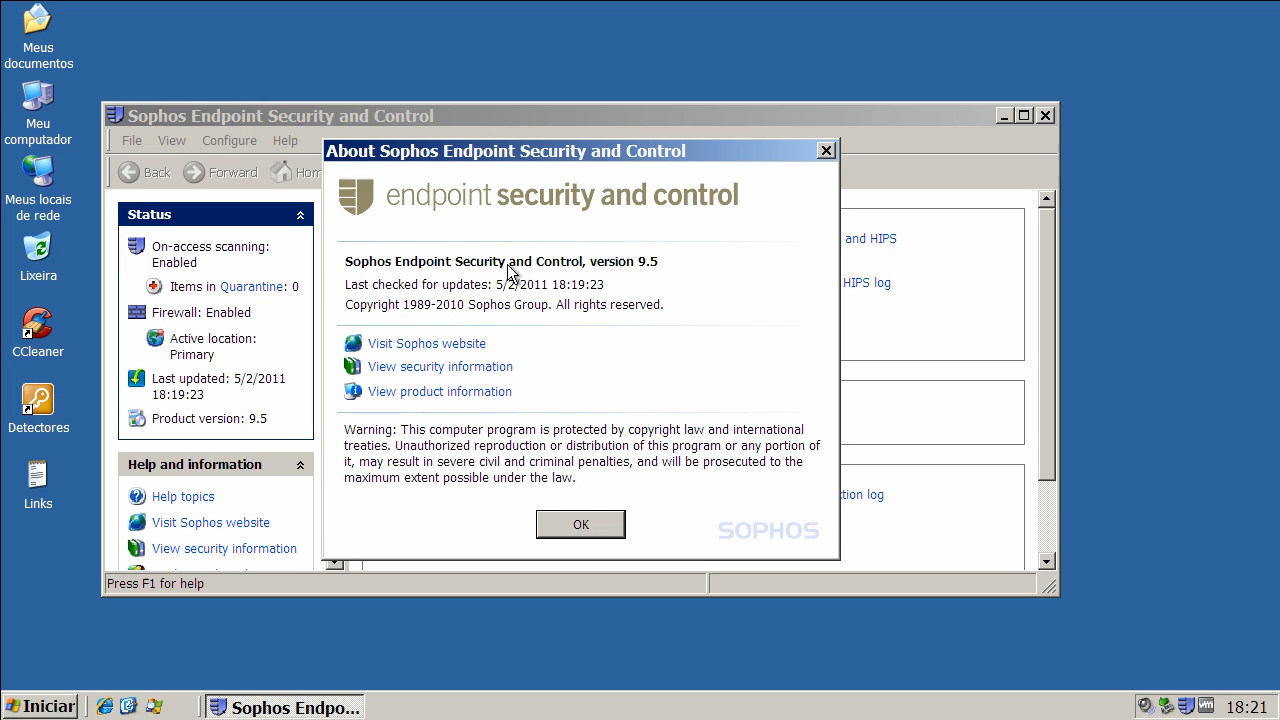 Meus
documentos
Meu
computador
Meus locais
de rede
Lixeira
CCleaner
Detectores
Links
Sophos Endpoint Security and Control
File View Configure Help
Back Forward Hom
Status
On-access scanning:
Enabled
Items in Quarantine: 0
Firewall: Enabled
Active location:
Primary
Last updated: 5/2/2011
18:19:23
Product version: 9.5
Help and information
Help topics
Visit Sophos website
View security information
and HIPS
HIPS log
tion log
About Sophos Endpoint Security and Control
endpoint security and control
Sophos Endpoint Security and Control, version 9.5
Last checked for updates: 5/2/2011 18:19:23
Copyright 1989-2010 Sophos Group. All rights reserved.
Visit Sophos website
View security information
View product information
Warning: This computer program is protected by copyright law and international
treaties. Unauthorized reproduction or distribution of this program or any portion of
it, may result in severe civil and criminal penalties, and will be prosecuted to the
maximum extent possible under the law.
OK
SOPHOS
Press F1 for help
Iniciar
Sophos Endpo...
18:21